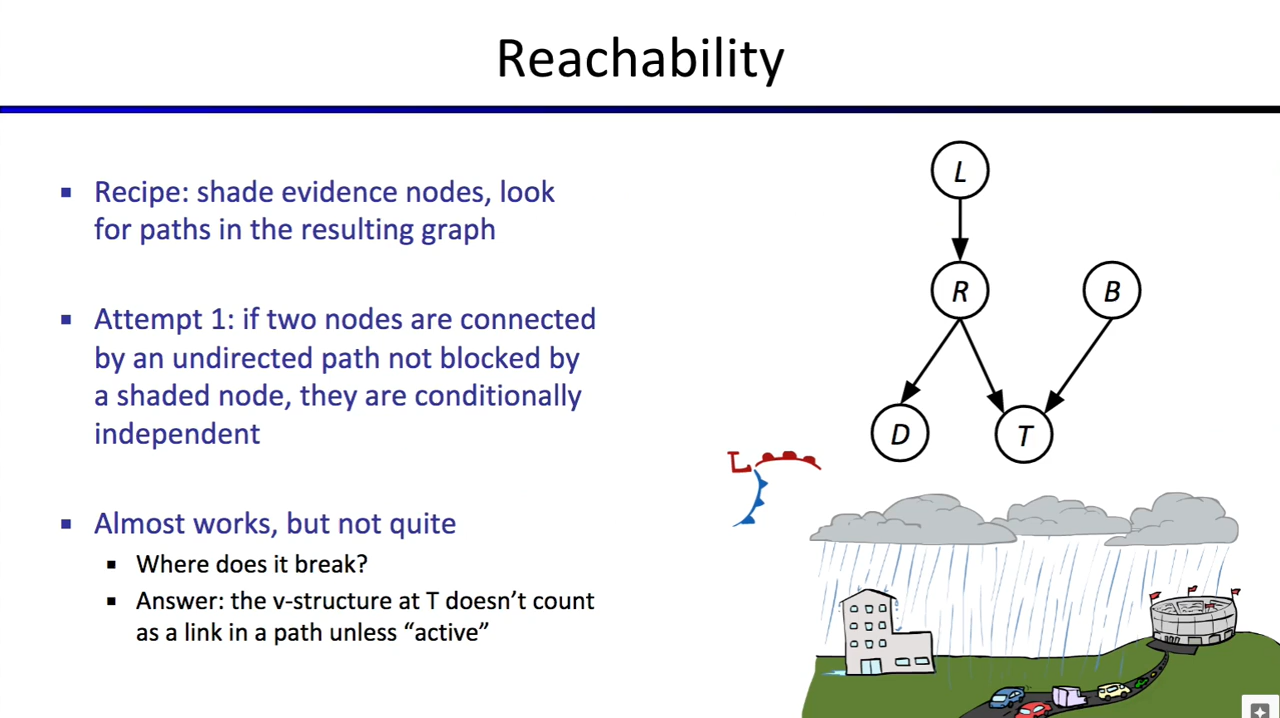 Reachability
▪ Recipe: shade evidence nodes, look
for paths in the resulting graph
▪ Attempt 1: if two nodes are connected
by an undirected path not blocked by
a shaded node, they are conditionally
independent
▪ Almost works, but not quite
▪ Where does it break?
▪ Answer: the v-structure at T doesn’t count
as a link in a path unless “active”
L
R
B
D
T
L